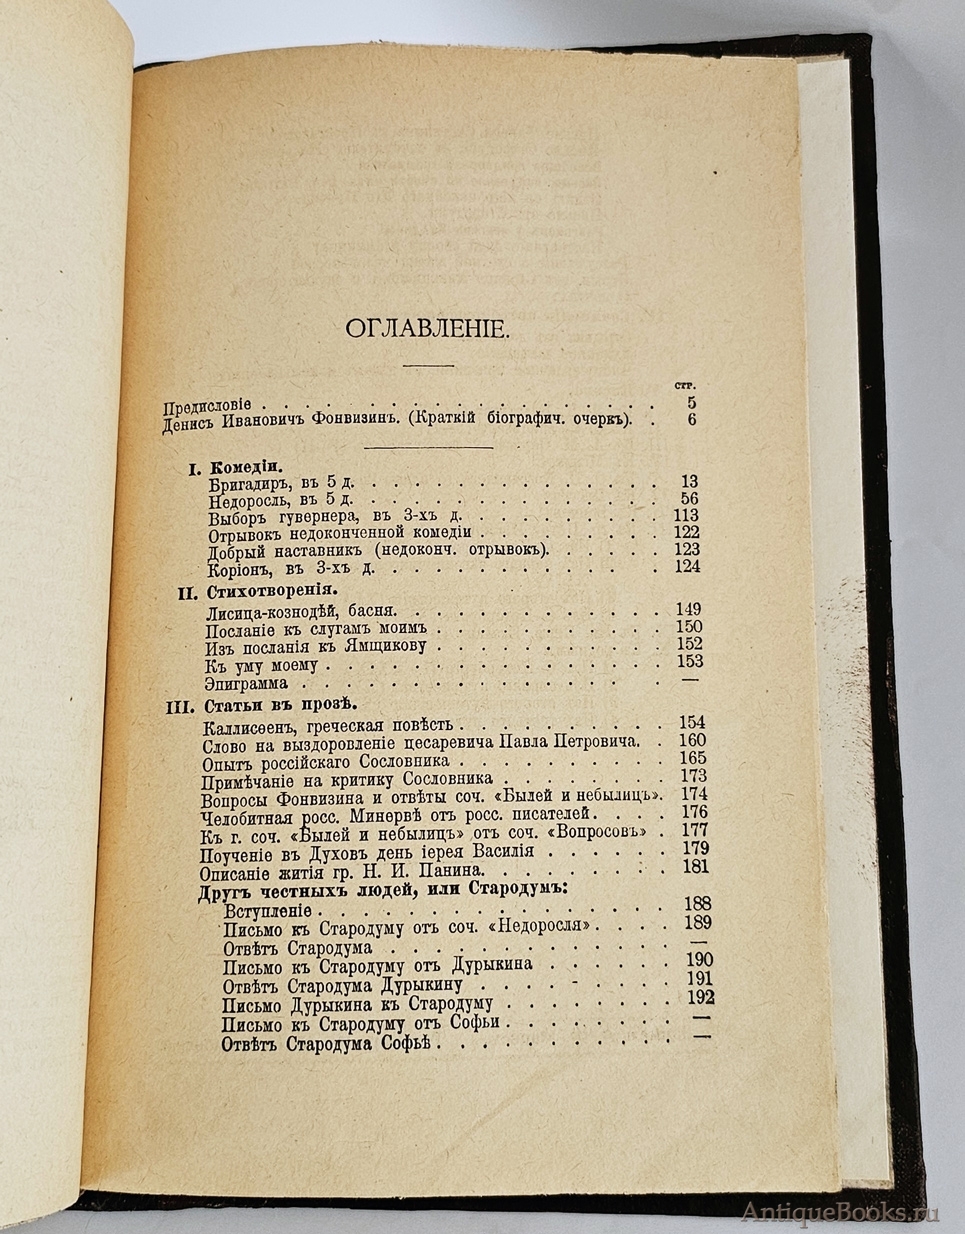 ОГЛАВЛЕНІЕ.
стр.
Предисловіе . . . . . . . . . . . . . . . . . . 5
Денисъ Ивановичъ Фонвизинъ. (Краткій біографич. очеркъ). . 6
I. Комедіи.
Бригадиръ, въ 5 д. . . . . . . . . . . . . . . 13
Недоросль, въ 5 д. . . . . . . . . . . . . . . 56
Выборъ гувернера, въ 3-хъ д. . . . . . . . . . 113
Отрывокъ недоконченной комедіи . . . . . . . . . 122
Добрый наставникъ (недоконч. отрывокъ). . . . . . 123
Коріонъ, въ 3-хъ д. . . . . . . . . . . . . . 124
II. Стихотворенія.
Лисица-кознодѣй, басня. . . . . . . . . . . . . 149
Посланіе къ слугамъ моимъ . . . . . . . . . . . 150
Изъ посланія къ Ямщикову . . . . . . . . . . . 152
Къ уму моему . . . . . . . . . . . . . . . . 153
Эпиграмма . . . . . . . . . . . . . . . . —
III. Статьи въ прозѣ.
Каллисѳенъ, греческая повѣсть . . . . . . . . . . 154
Слово на выздоровленіе цесаревича Павла Петровича. . 160
Опытъ россійскаго Сословника . . . . . . . . . . 165
Примѣчаніе на критику Сословника . . . . . . . . 173
Вопросы Фонвизина и отвѣты соч. «Былей и небылицъ». 174
Челобитная росс. Минервѣ отъ росс. писателей. . . . 176
Къ г. соч. «Былей и небылицъ» отъ соч. «Вопросовъ» . 177
Поученіе въ Духовъ день іерея Василія . . . . . . 179
Описаніе житія гр. Н. И. Панина. . . . . . . . . 181
Другъ честныхъ людей, или Стародумъ:
Вступленіе . . . . . . . . . . . . . . . . 188
Письмо къ Стародуму отъ соч. «Недоросля» . . . . 189
Отвѣтъ Стародума . . . . . . . . . . . . . —
Письмо къ Стародуму отъ Дурыкина . . . . . . 190
Отвѣтъ Стародума Дурыкину . . . . . . . . . 191
Письмо Дурыкина къ Стародуму . . . . . . . . 192
Письмо къ Стародуму отъ Софьи . . . . . . . . —
Отвѣтъ Стародума Софьѣ . . . . . . . . . . . —
AntiqueBooks.ru